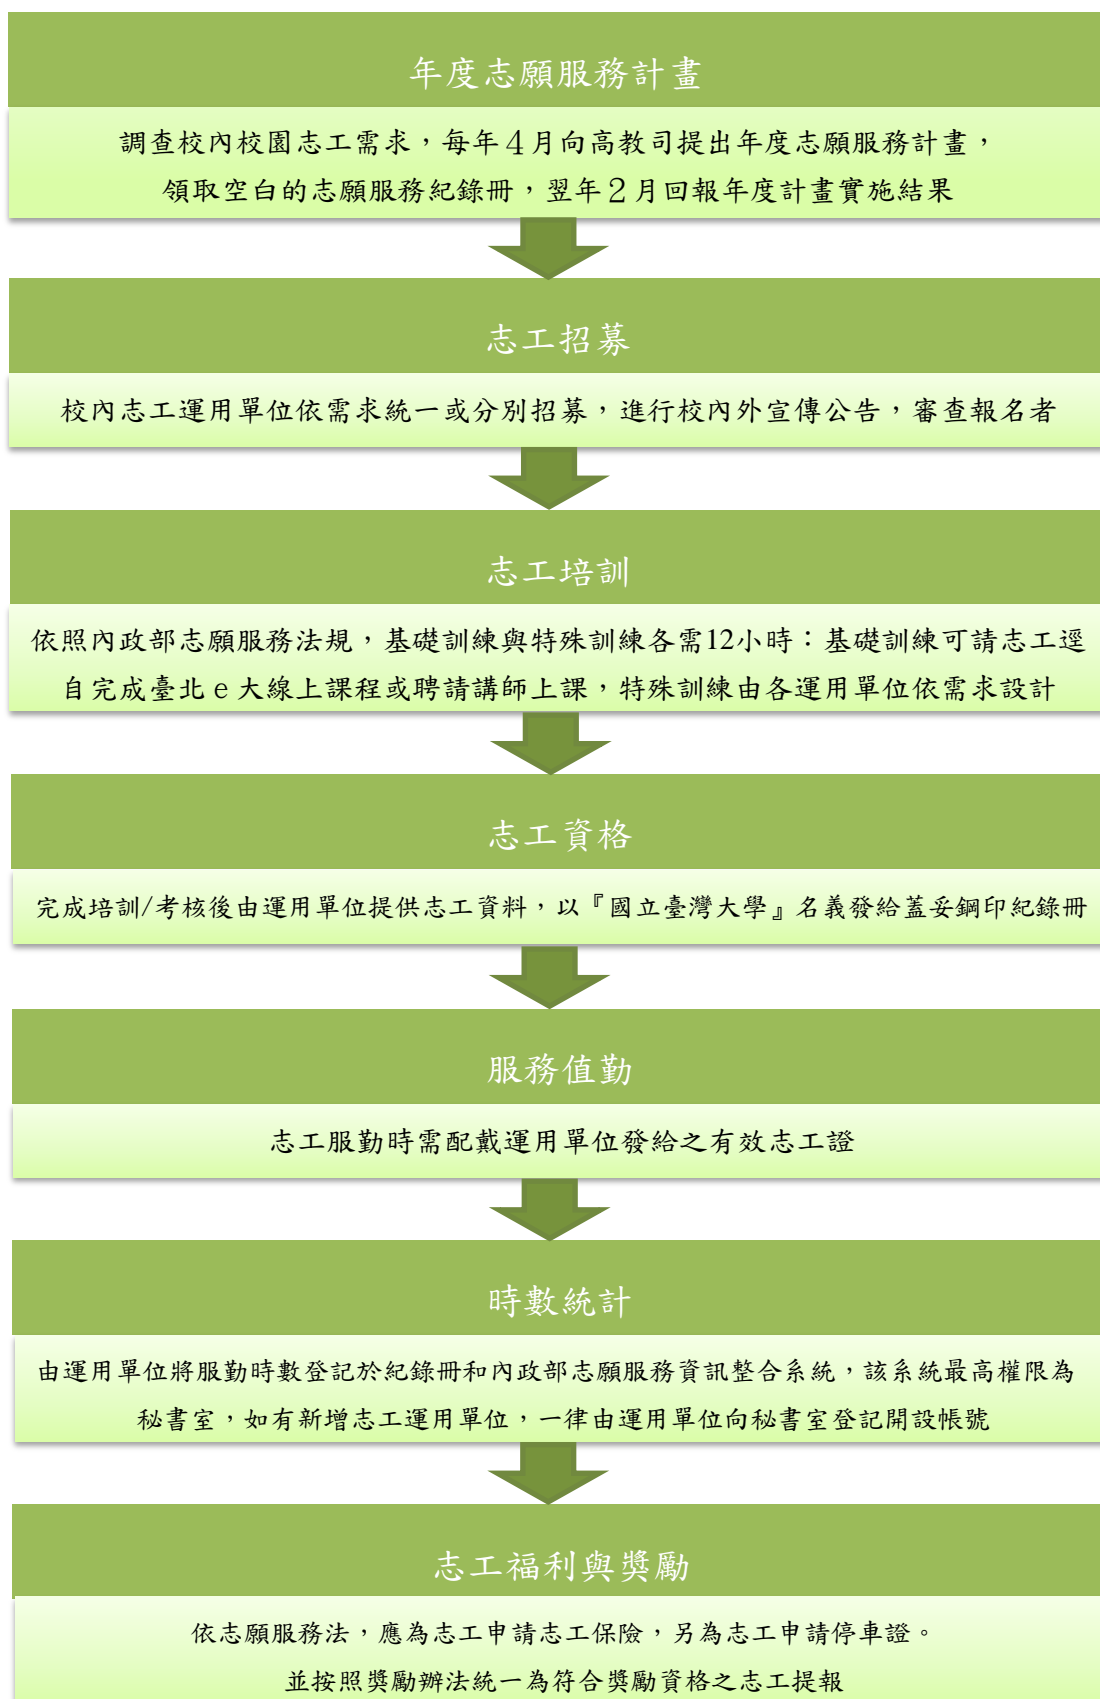 年度志願服務計畫
調查校內校園志工需求，每年４月向高教司提出年度志願服務計畫，
領取空白的志願服務紀錄冊，翌年２月回報年度計畫實施結果
志工招募
校內志工運用單位依需求統一或分別招募，進行校內外宣傳公告，審查報名者
志工培訓
依照內政部志願服務法規，基礎訓練與特殊訓練各需12小時：基礎訓練可請志工逕
自完成臺北ｅ大線上課程或聘請講師上課，特殊訓練由各運用單位依需求設計
志工資格
完成培訓/考核後由運用單位提供志工資料，以『國立臺灣大學』名義發給蓋妥鋼印紀錄冊
服務值勤
志工服勤時需配戴運用單位發給之有效志工證
時數統計
由運用單位將服勤時數登記於紀錄冊和內政部志願服務資訊整合系統，該系統最高權限為
秘書室，如有新增志工運用單位，一律由運用單位向秘書室登記開設帳號
志工福利與獎勵
依志願服務法，應為志工申請志工保險，另為志工申請停車證。
並按照獎勵辦法統一為符合獎勵資格之志工提報